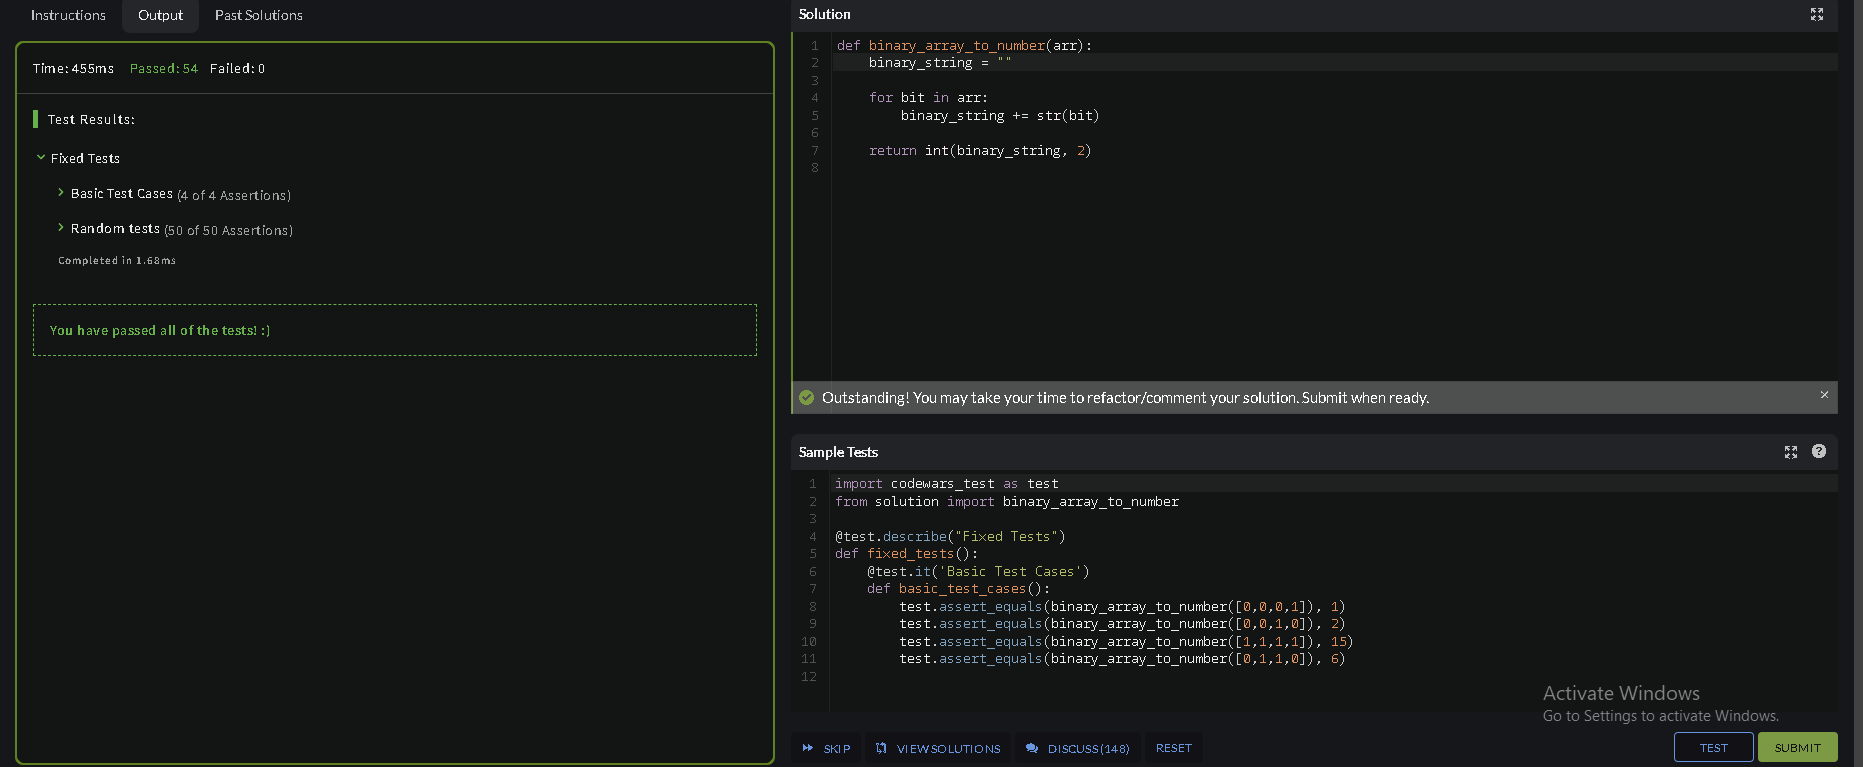 Instructions Output Past Solutions
Time: 455ms Passed: 54 Failed: 0
Test Results:
Fixed Tests
Basic Test Cases (4 of 4 Assertions)
Random tests (50 of 50 Assertions)
Completed in 1.68ms
You have passed all of the tests! :)
Solution
1 def binary_array_to_number(arr):
2     binary_string = ""
3
4     for bit in arr:
5         binary_string += str(bit)
6
7     return int(binary_string, 2)
8
Outstanding! You may take your time to refactor/comment your solution. Submit when ready.
Sample Tests
1 import codewars_test as test
2 from solution import binary_array_to_number
3
4 @test.describe("Fixed Tests")
5 def fixed_tests():
6     @test.it('Basic Test Cases')
7     def basic_test_cases():
8         test.assert_equals(binary_array_to_number([0,0,0,1]), 1)
9         test.assert_equals(binary_array_to_number([0,0,1,0]), 2)
10         test.assert_equals(binary_array_to_number([1,1,1,1]), 15)
11         test.assert_equals(binary_array_to_number([0,1,1,0]), 6)
12
Activate Windows
Go to Settings to activate Windows.
SKIP VIEW SOLUTIONS DISCUSS (148) RESET TEST SUBMIT